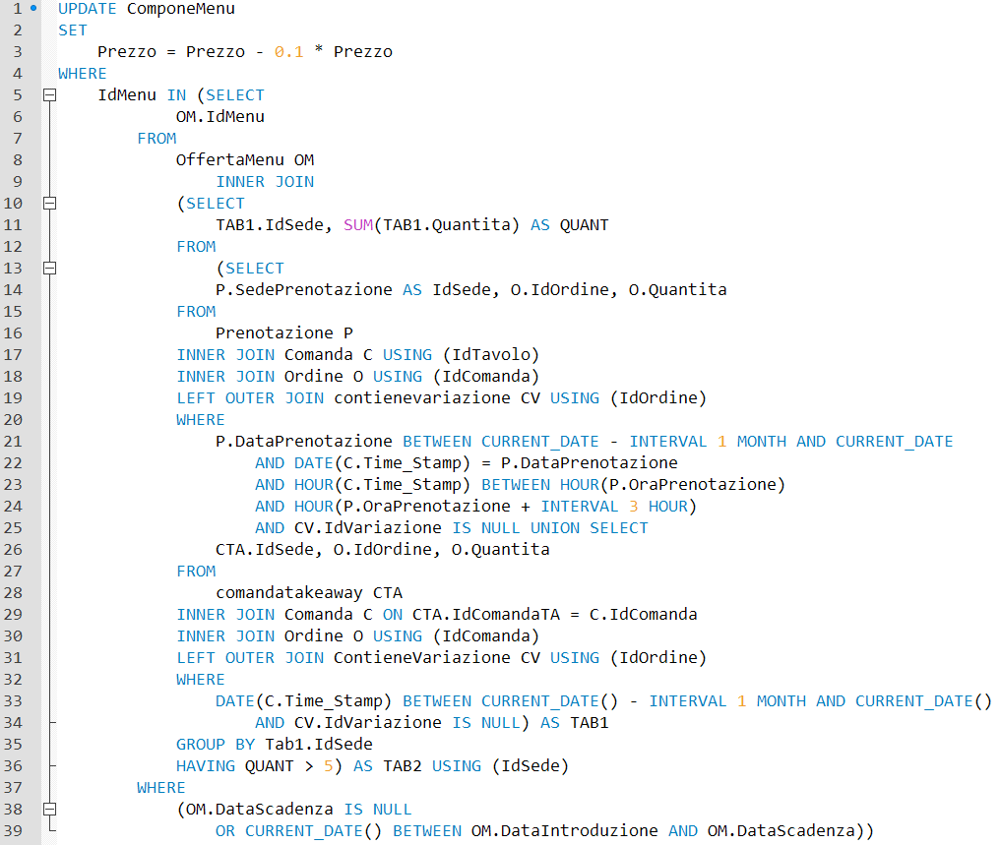 1 UPDATE ComponeMenu
2 SET
3 Prezzo = Prezzo - 0.1 * Prezzo
4 WHERE
5 IdMenu IN (SELECT
6 OM.IdMenu
7 FROM
8 OffertaMenu OM
9 INNER JOIN
10 (SELECT
11 TAB1.IdSede, SUM(TAB1.Quantita) AS QUANT
12 FROM
13 (SELECT
14 P.SedePrenotazione AS IdSede, O.IdOrdine, O.Quantita
15 FROM
16 Prenotazione P
17 INNER JOIN Comanda C USING (IdTavolo)
18 INNER JOIN Ordine O USING (IdComanda)
19 LEFT OUTER JOIN contienevariazione CV USING (IdOrdine)
20 WHERE
21 P.DataPrenotazione BETWEEN CURRENT_DATE - INTERVAL 1 MONTH AND CURRENT_DATE
22 AND DATE(C.Time_Stamp) = P.DataPrenotazione
23 AND HOUR(C.Time_Stamp) BETWEEN HOUR(P.OraPrenotazione)
24 AND HOUR(P.OraPrenotazione + INTERVAL 3 HOUR)
25 AND CV.IdVariazione IS NULL UNION SELECT
26 CTA.IdSede, O.IdOrdine, O.Quantita
27 FROM
28 comandatakeaway CTA
29 INNER JOIN Comanda C ON CTA.IdComandaTA = C.IdComanda
30 INNER JOIN Ordine O USING (IdComanda)
31 LEFT OUTER JOIN ContieneVariazione CV USING (IdOrdine)
32 WHERE
33 DATE(C.Time_Stamp) BETWEEN CURRENT_DATE() - INTERVAL 1 MONTH AND CURRENT_DATE()
34 AND CV.IdVariazione IS NULL) AS TAB1
35 GROUP BY Tab1.IdSede
36 HAVING QUANT > 5) AS TAB2 USING (IdSede)
37 WHERE
38 (OM.DataScadenza IS NULL
39 OR CURRENT_DATE() BETWEEN OM.DataIntroduzione AND OM.DataScadenza))